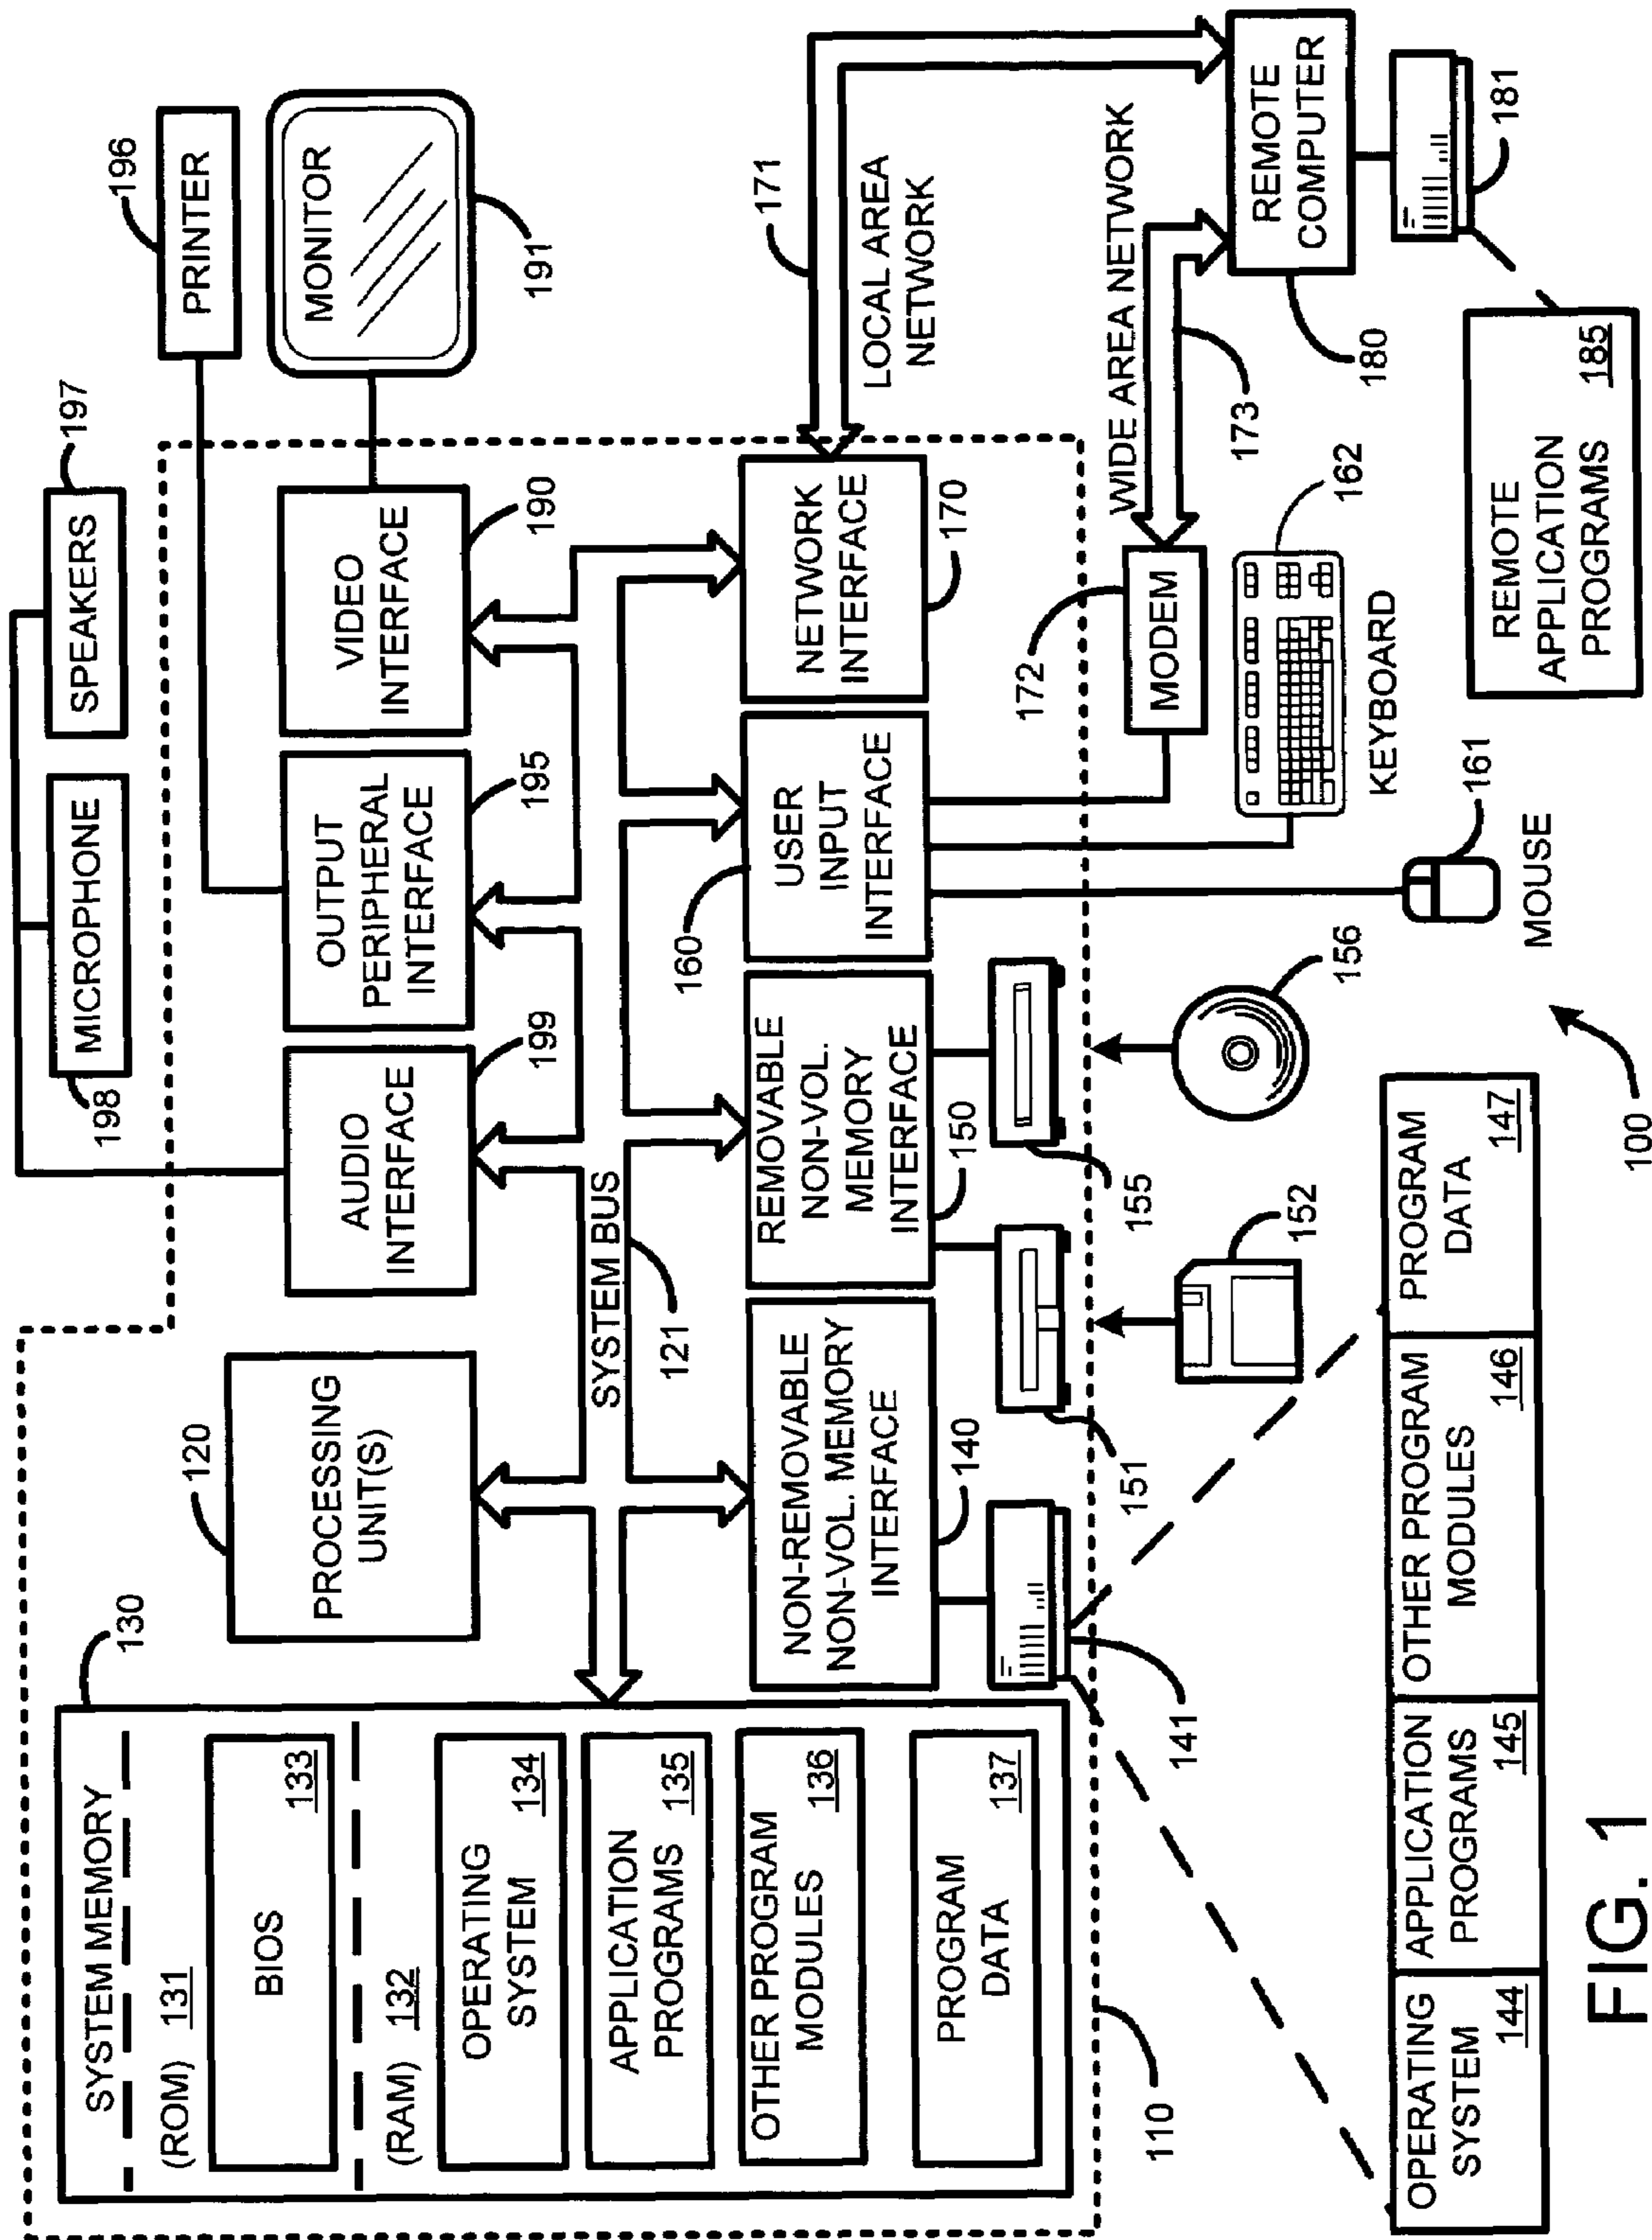 MICROPHONE
198
SPEAKERS
197
PRINTER
196
130
SYSTEM MEMORY
(ROM) 131
BIOS
133
(RAM) 132
OPERATING
SYSTEM
134
APPLICATION
PROGRAMS
135
OTHER PROGRAM
MODULES
136
PROGRAM
DATA
137
120
PROCESSING
UNIT(S)
AUDIO
INTERFACE
199
OUTPUT
PERIPHERAL
INTERFACE
195
VIDEO
INTERFACE
190
MONITOR
191
SYSTEM BUS
121
NON-REMOVABLE
NON-VOL. MEMORY
INTERFACE
140
REMOVABLE
NON-VOL.
MEMORY
INTERFACE
150
160
USER
INPUT
INTERFACE
NETWORK
INTERFACE
170
171
LOCAL AREA
NETWORK
110
141
151
155
152
156
172
MODEM
WIDE AREA NETWORK
173
REMOTE
COMPUTER
180
181
162
KEYBOARD
161
MOUSE
OPERATING
SYSTEM
144
APPLICATION
PROGRAMS
145
OTHER PROGRAM
MODULES
146
PROGRAM
DATA
147
REMOTE
APPLICATION
PROGRAMS
185
100
FIG. 1